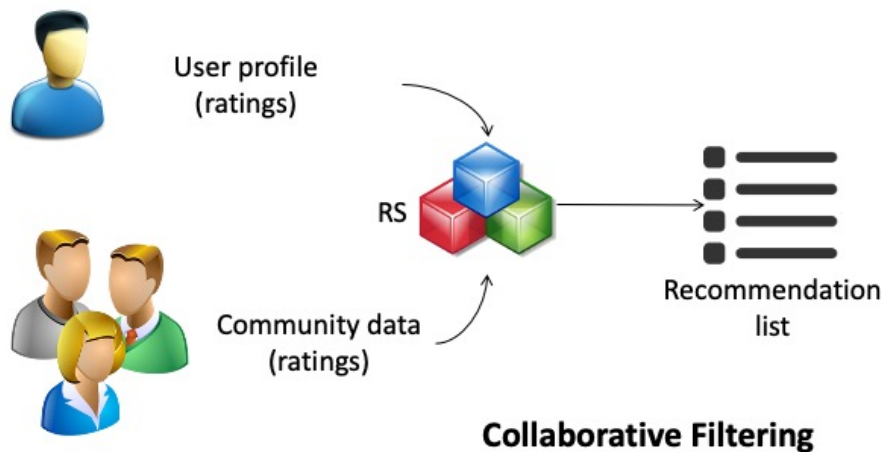 User profile
(ratings)
RS
Community data
(ratings)
Recommendation
list
Collaborative Filtering